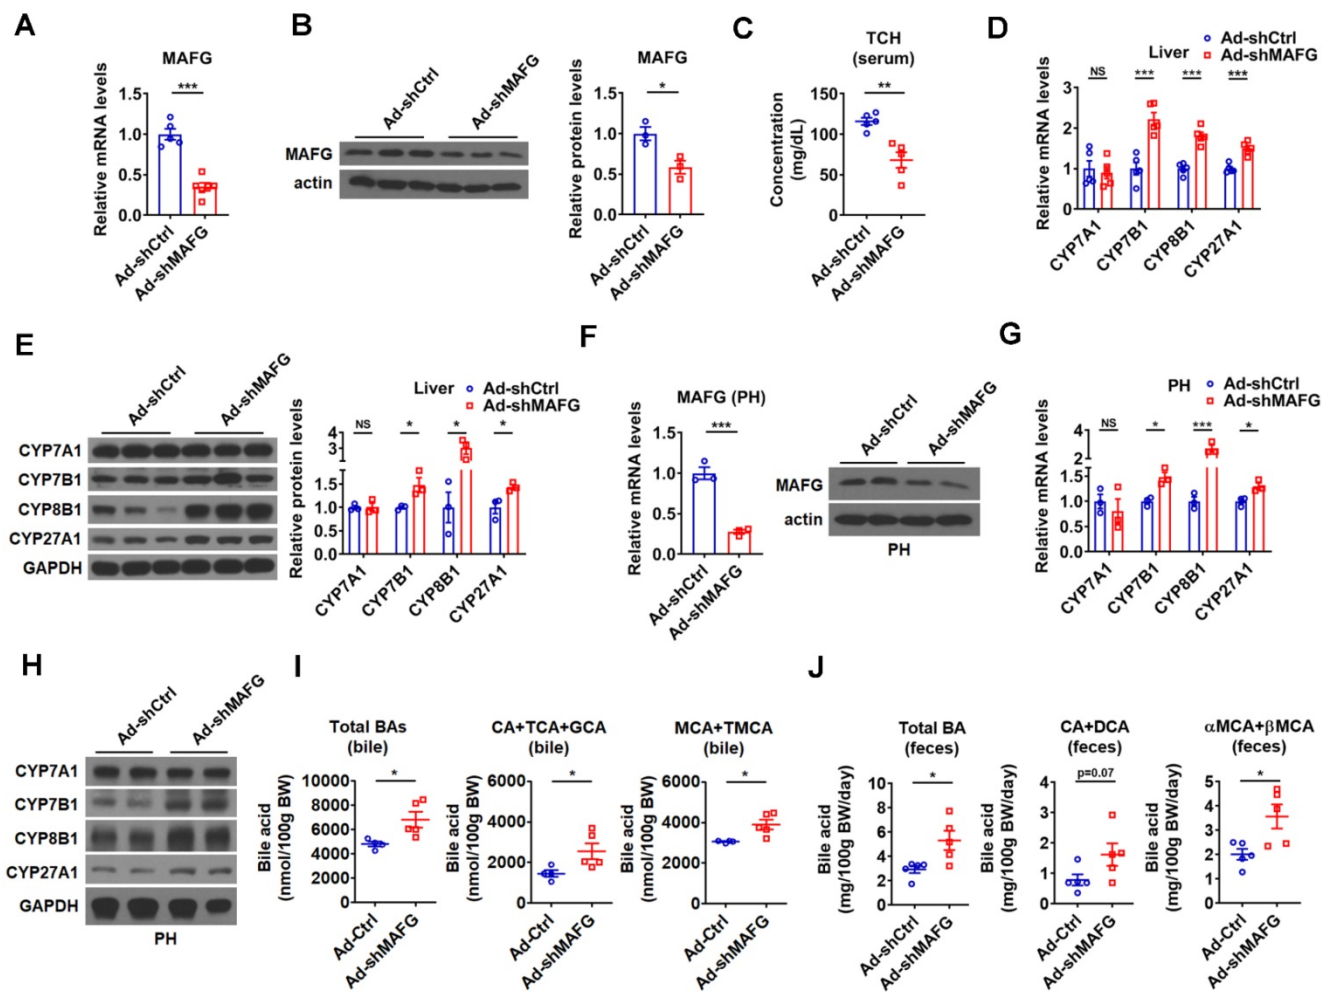 A
MAFG
***
Relative mRNA levels
1.5
1.0
0.5
0.0
Ad-shCtrl
Ad-shMAFG
B
Ad-shCtrl
Ad-shMAFG
MAFG
actin
MAFG
*
Relative protein levels
1.5
1.0
0.5
0.0
Ad-shCtrl
Ad-shMAFG
C
TCH
(serum)
**
Concentration
(mg/dL)
150
100
50
0
Ad-shCtrl
Ad-shMAFG
D
Ad-shCtrl
Liver
Ad-shMAFG
NS
***
***
***
Relative mRNA levels
3
2
1
0
CYP7A1
CYP7B1
CYP8B1
CYP27A1
E
Ad-shCtrl
Ad-shMAFG
CYP7A1
CYP7B1
CYP8B1
CYP27A1
GAPDH
Liver
Ad-shCtrl
Ad-shMAFG
NS
*
*
*
Relative protein levels
4
3
2
1.5
1.0
0.5
0.0
CYP7A1
CYP7B1
CYP8B1
CYP27A1
F
MAFG (PH)
***
Relative mRNA levels
1.5
1.0
0.5
0.0
Ad-shCtrl
Ad-shMAFG
Ad-shCtrl
Ad-shMAFG
MAFG
actin
PH
G
PH
Ad-shCtrl
Ad-shMAFG
NS
*
***
*
Relative mRNA levels
4
2
1.5
1.0
0.5
0.0
CYP7A1
CYP7B1
CYP8B1
CYP27A1
H
Ad-shCtrl
Ad-shMAFG
CYP7A1
CYP7B1
CYP8B1
CYP27A1
GAPDH
PH
I
Total BAs
(bile)
*
Bile acid
(nmol/100g BW)
10000
8000
6000
4000
2000
0
Ad-Ctrl
Ad-shMAFG
CA+TCA+GCA
(bile)
*
Bile acid
(nmol/100g BW)
6000
4000
2000
0
Ad-Ctrl
Ad-shMAFG
MCA+TMCA
(bile)
*
Bile acid
(nmol/100g BW)
6000
4000
2000
0
Ad-Ctrl
Ad-shMAFG
J
Total BA
(feces)
*
Bile acid
(mg/100g BW/day)
10
8
6
4
2
0
Ad-shCtrl
Ad-shMAFG
CA+DCA
(feces)
p=0.07
Bile acid
(mg/100g BW/day)
4
3
2
1
0
Ad-shCtrl
Ad-shMAFG
αMCA+βMCA
(feces)
*
Bile acid
(mg/100g BW/day)
5
4
3
2
1
0
Ad-shCtrl
Ad-shMAFG